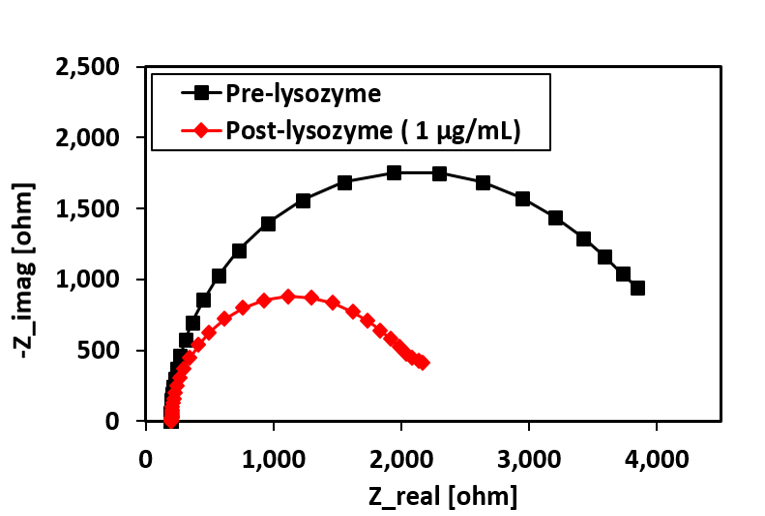 2,500
2,000
1,500
1,000
500
0
Pre-lysozyme
Post-lysozyme ( 1 µg/mL)
-Z_imag [ohm]
0 1,000 2,000 3,000 4,000
Z_real [ohm]